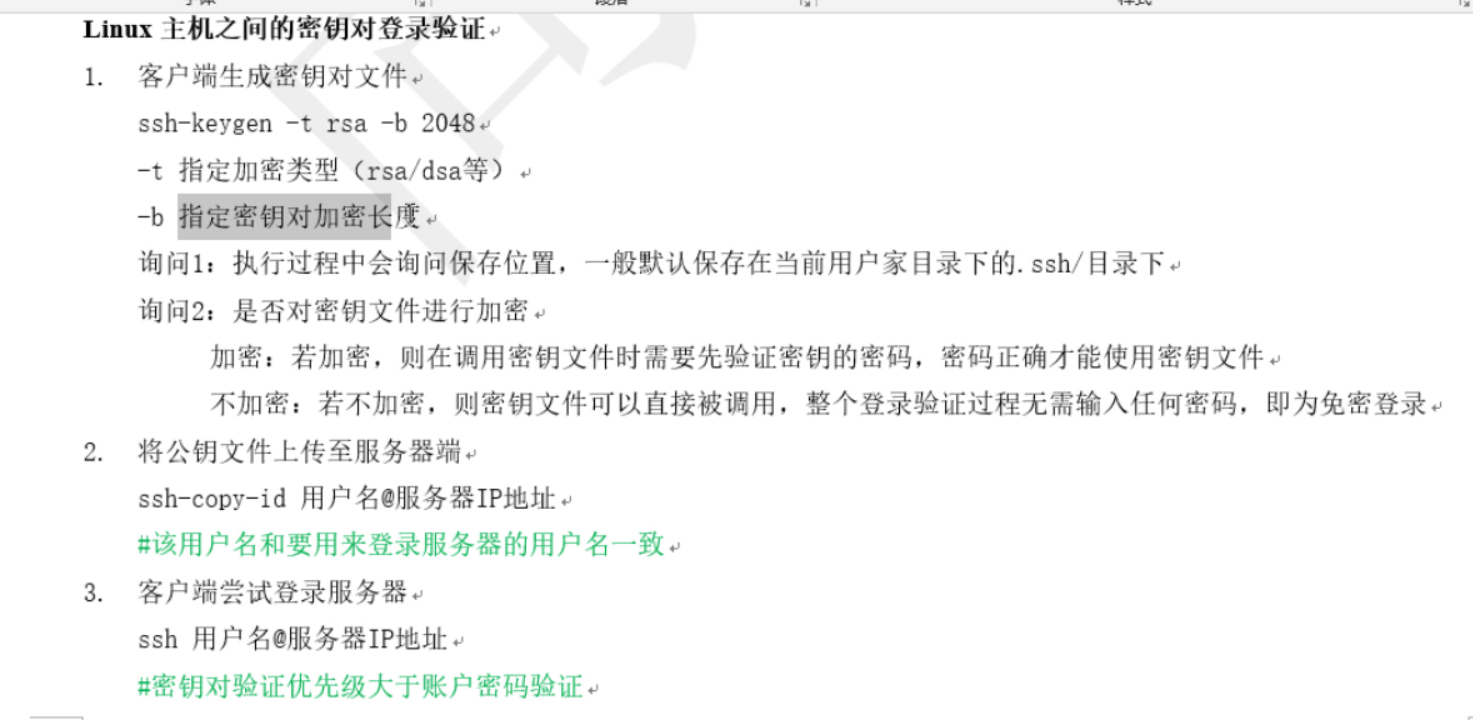 Linux 主机之间的密钥对登录验证
1. 客户端生成密钥对文件
ssh-keygen -t rsa -b 2048
-t 指定加密类型（rsa/dsa等）
-b 指定密钥对加密长度
询问1：执行过程中会询问保存位置，一般默认保存在当前用户家目录下的.ssh/目录下
询问2：是否对密钥文件进行加密
加密：若加密，则在调用密钥文件时需要先验证密钥的密码，密码正确才能使用密钥文件
不加密：若不加密，则密钥文件可以直接被调用，整个登录验证过程无需输入任何密码，即为免密登录
2. 将公钥文件上传至服务器端
ssh-copy-id 用户名@服务器IP地址
#该用户名和要用来登录服务器的用户名一致
3. 客户端尝试登录服务器
ssh 用户名@服务器IP地址
#密钥对验证优先级大于账户密码验证